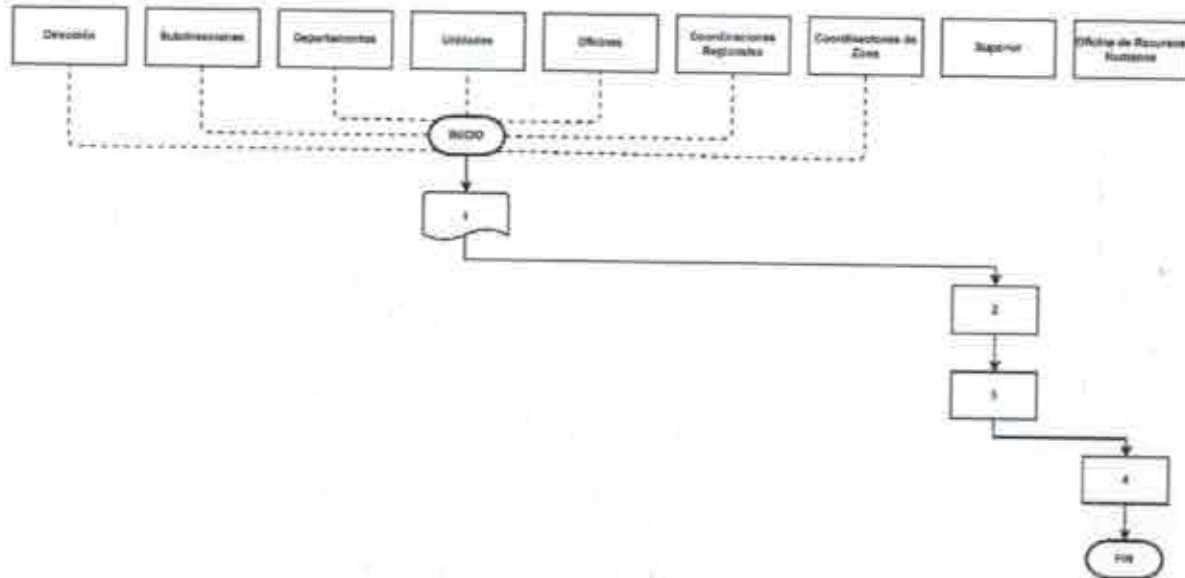 Dirección
Subdirecciones
Departamentos
Unidades
Oficinas
Coordinaciones
Regionales
Coordinaciones de
Zona
Superior
Oficina de Recursos
Humanos
INICIO
1
2
3
4
FIN